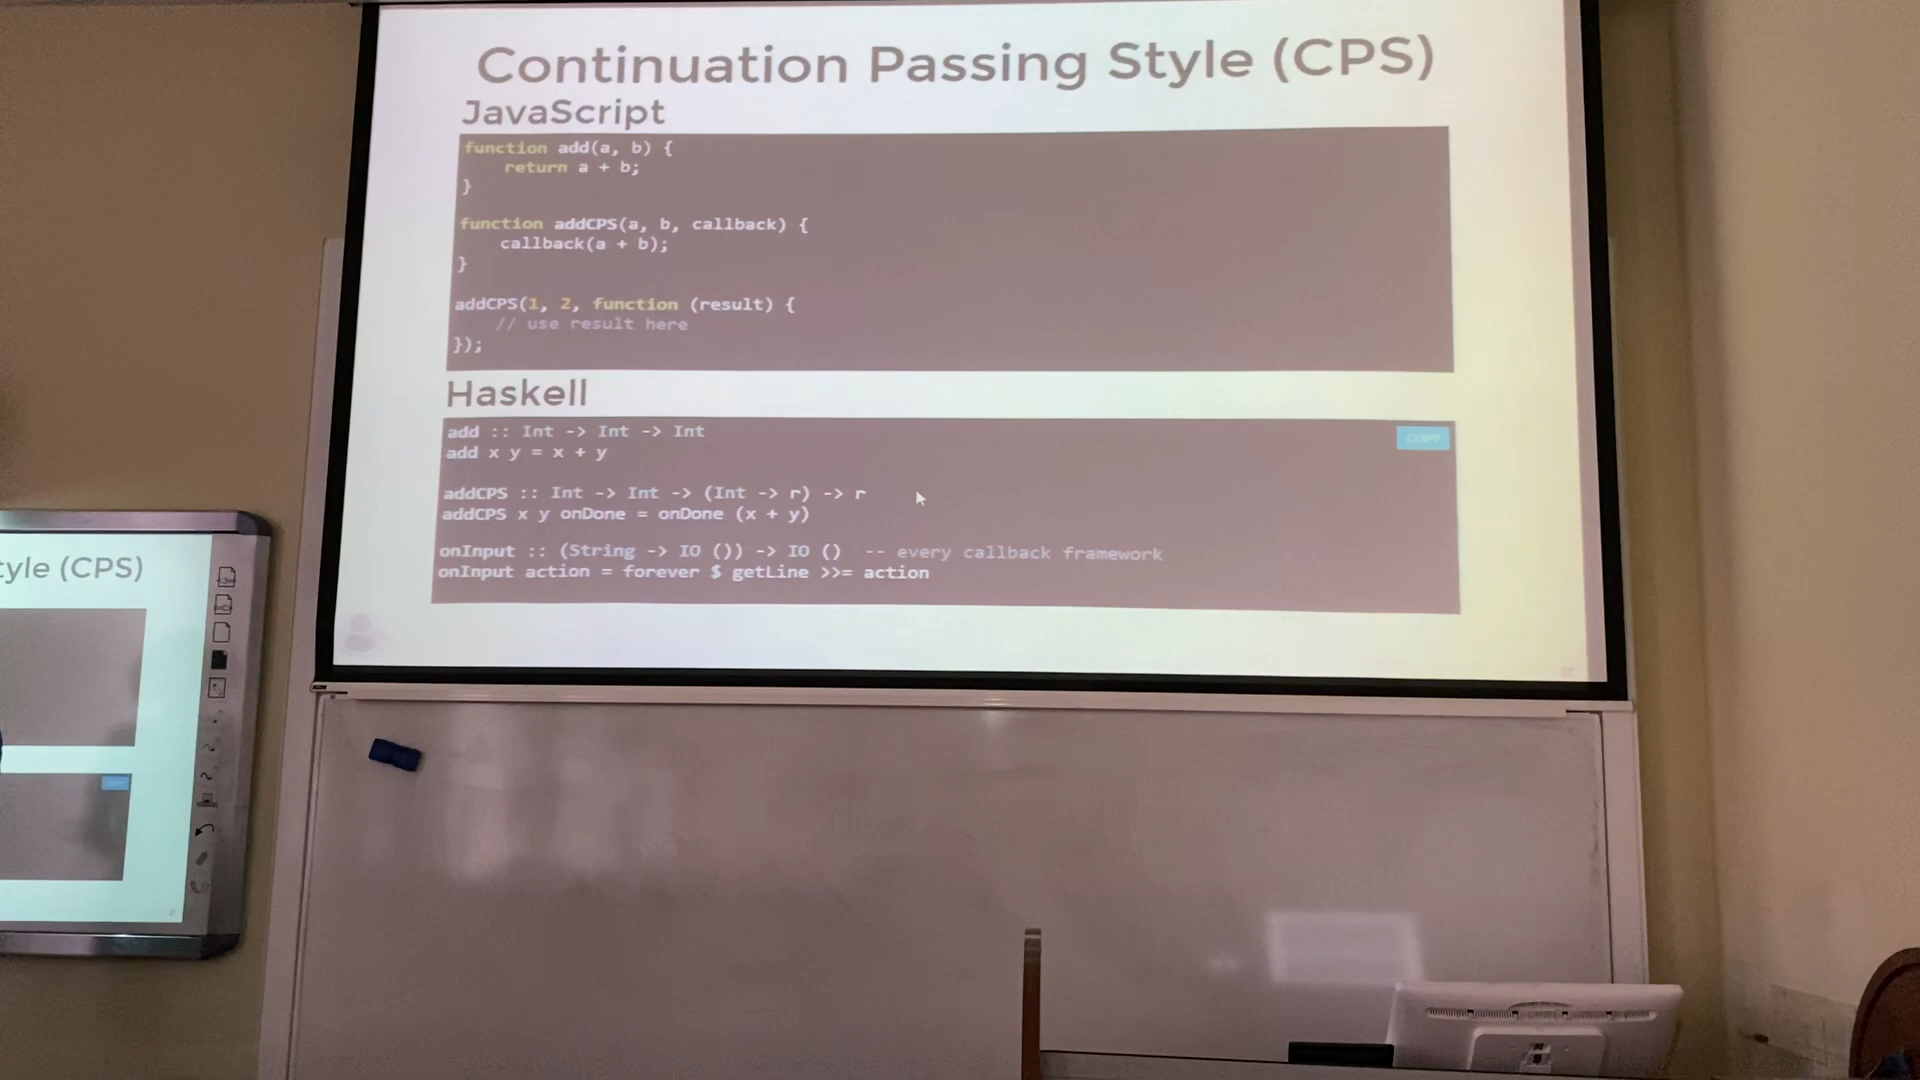 Continuation Passing Style (CPS)
JavaScript
function add(a, b) {
    return a + b;
}
function addCPS(a, b, callback) {
    callback(a + b);
}
addCPS(1, 2, function (result) {
    // use result here
});
Haskell
COPY
add :: Int -> Int -> Int
add x y = x + y
addCPS :: Int -> Int -> (Int -> r) -> r
addCPS x y onDone = onDone (x + y)
onInput :: (String -> IO ()) -> IO ()  -- every callback framework
onInput action = forever $ getLine >>= action
tyle (CPS)